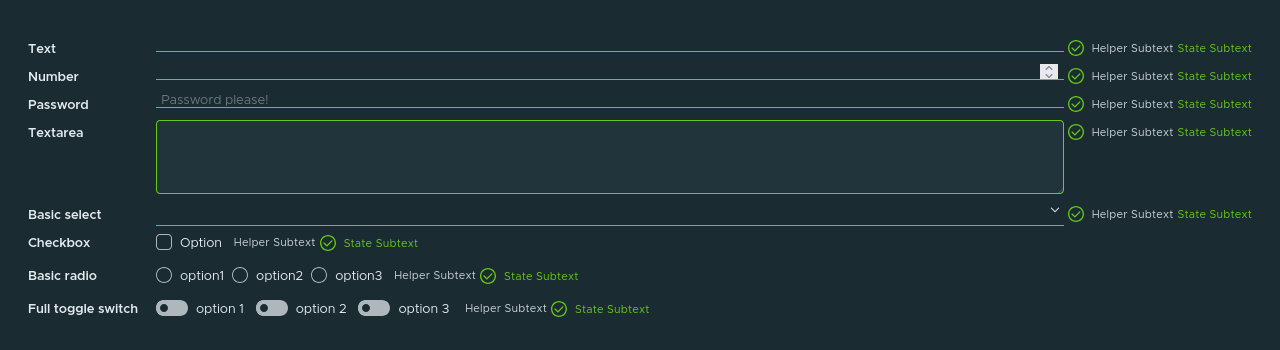 Text Helper Subtext State Subtext
Number Helper Subtext State Subtext
Password Password please! Helper Subtext State Subtext
Textarea Helper Subtext State Subtext
Basic select Helper Subtext State Subtext
Checkbox Option Helper Subtext State Subtext
Basic radio option1 option2 option3 Helper Subtext State Subtext
Full toggle switch option 1 option 2 option 3 Helper Subtext State Subtext